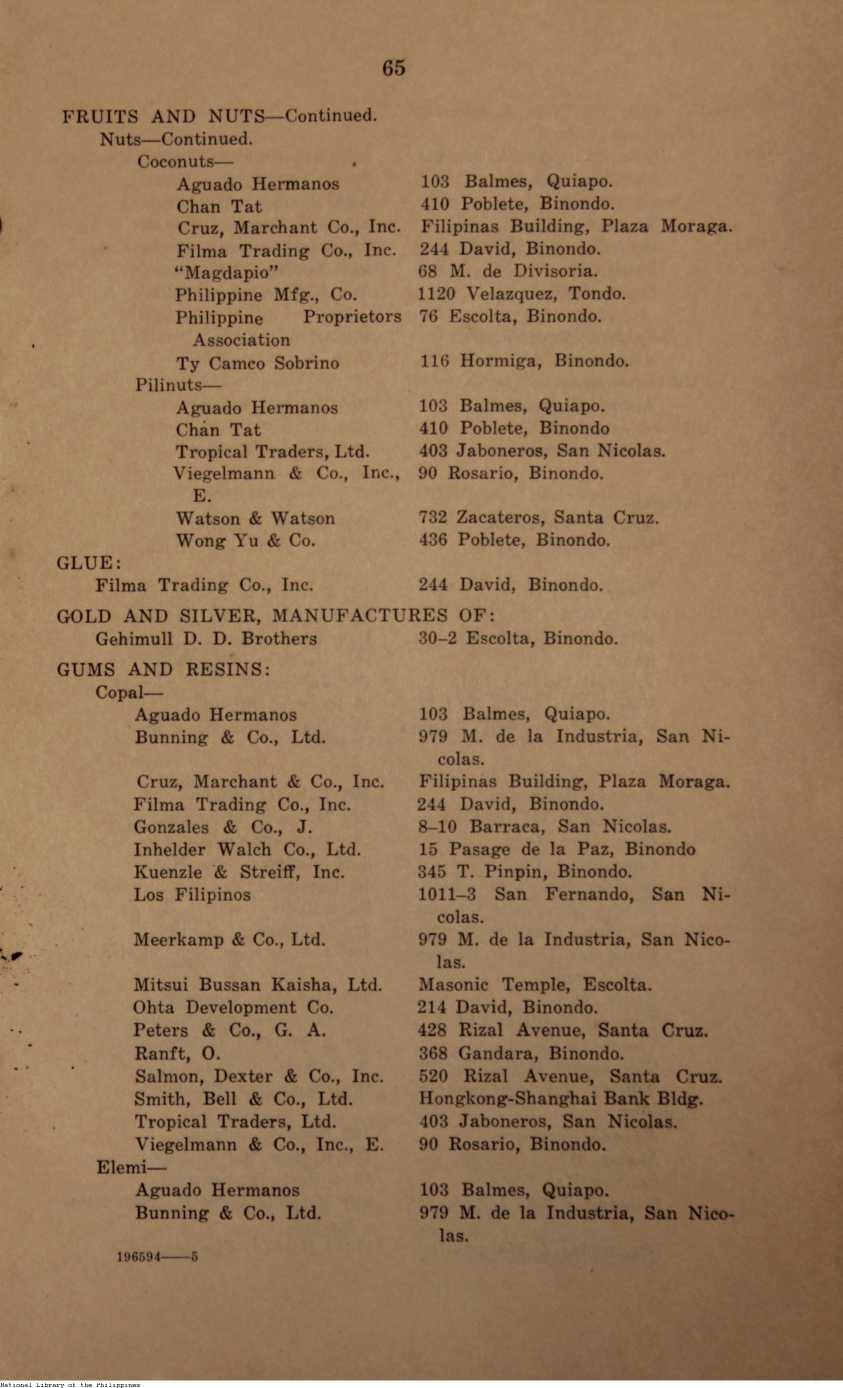 65
FRUITS AND NUTS—Continued.
Nuts—Continued.
Coconuts—
Aguado Hermanos 103 Balmes, Quiapo.
Chan Tat 410 Poblete, Binondo.
Cruz, Marchant Co., Inc. Filipinas Building, Plaza Moraga.
Filma Trading Co., Inc. 244 David, Binondo.
“Magdapio” 68 M. de Divisoria.
Philippine Mfg., Co. 1120 Velazquez, Tondo.
Philippine Proprietors 76 Escolta, Binondo.
Association
Ty Camco Sobrino 116 Hormiga, Binondo.
Pilinuts—
Aguado Hermanos 103 Balmes, Quiapo.
Chan Tat 410 Poblete, Binondo
Tropical Traders, Ltd. 403 Jaboneros, San Nicolas.
Viegelmann & Co., Inc., 90 Rosario, Binondo.
E.
Watson & Watson 732 Zacateros, Santa Cruz.
Wong Yu & Co. 436 Poblete, Binondo.
GLUE:
Filma Trading Co., Inc. 244 David, Binondo.
GOLD AND SILVER, MANUFACTURES OF:
Gehimull D. D. Brothers 30–2 Escolta, Binondo.
GUMS AND RESINS:
Copal—
Aguado Hermanos 103 Balmes, Quiapo.
Bunning & Co., Ltd. 979 M. de la Industria, San Ni-
colas.
Cruz, Marchant & Co., Inc. Filipinas Building, Plaza Moraga.
Filma Trading Co., Inc. 244 David, Binondo.
Gonzales & Co., J. 8–10 Barraca, San Nicolas.
Inhelder Walch Co., Ltd. 15 Pasage de la Paz, Binondo
Kuenzle & Streiff, Inc. 345 T. Pinpin, Binondo.
Los Filipinos 1011–3 San Fernando, San Ni-
colas.
Meerkamp & Co., Ltd. 979 M. de la Industria, San Nico-
las.
Mitsui Bussan Kaisha, Ltd. Masonic Temple, Escolta.
Ohta Development Co. 214 David, Binondo.
Peters & Co., G. A. 428 Rizal Avenue, Santa Cruz.
Ranft, O. 368 Gandara, Binondo.
Salmon, Dexter & Co., Inc. 520 Rizal Avenue, Santa Cruz.
Smith, Bell & Co., Ltd. Hongkong-Shanghai Bank Bldg.
Tropical Traders, Ltd. 403 Jaboneros, San Nicolas.
Viegelmann & Co., Inc., E. 90 Rosario, Binondo.
Elemi—
Aguado Hermanos 103 Balmes, Quiapo.
Bunning & Co., Ltd. 979 M. de la Industria, San Nico-
las.
196594——5
National Library of the Philippines